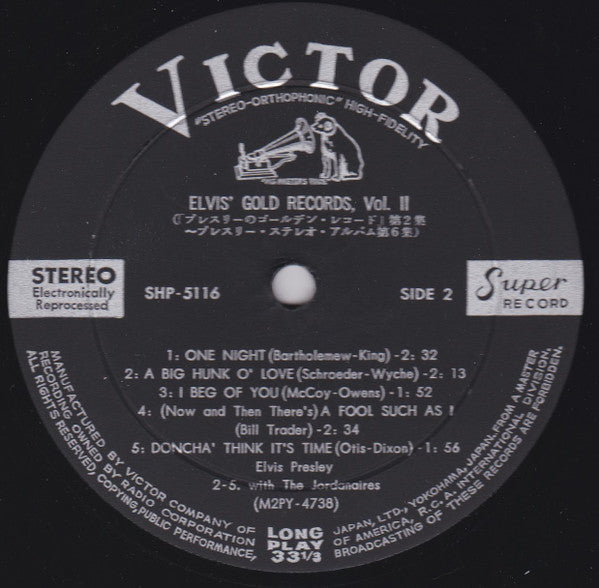 VICTOR
"STEREO-ORTHOPHONIC" HIGH-FIDELITY
"HIS MASTER'S VOICE"
ELVIS' GOLD RECORDS, Vol. II
(『プレスリーのゴールデン・レコード』第2集
〜プレスリー・ステレオ・アルバム第6集)
STEREO
Electronically
Reprocessed
SHP-5116
SIDE 2
Super
RECORD
1: ONE NIGHT (Bartholemew-King) -2: 32
2: A BIG HUNK O' LOVE (Schroeder-Wyche) -2: 13
3: I BEG OF YOU (McCoy-Owens) -1: 52
4: (Now and Then There's) A FOOL SUCH AS I
(Bill Trader) -2: 34
5: DONCHA' THINK IT'S TIME (Otis-Dixon) -1: 56
Elvis Presley
2-5. with The Jordanaires
(M2PY-4738)
LONG
PLAY
33 1/3
MANUFACTURED BY VICTOR COMPANY OF JAPAN, LTD., YOKOHAMA, JAPAN, FROM A MASTER
RECORDING OWNED BY RADIO CORPORATION OF AMERICA, R.C.A. INTERNATIONAL DIVISION.
ALL RIGHTS RESERVED, COPYING, PUBLIC PERFORMANCE, BROADCASTING OF THESE RECORDS ARE FORBIDDEN.